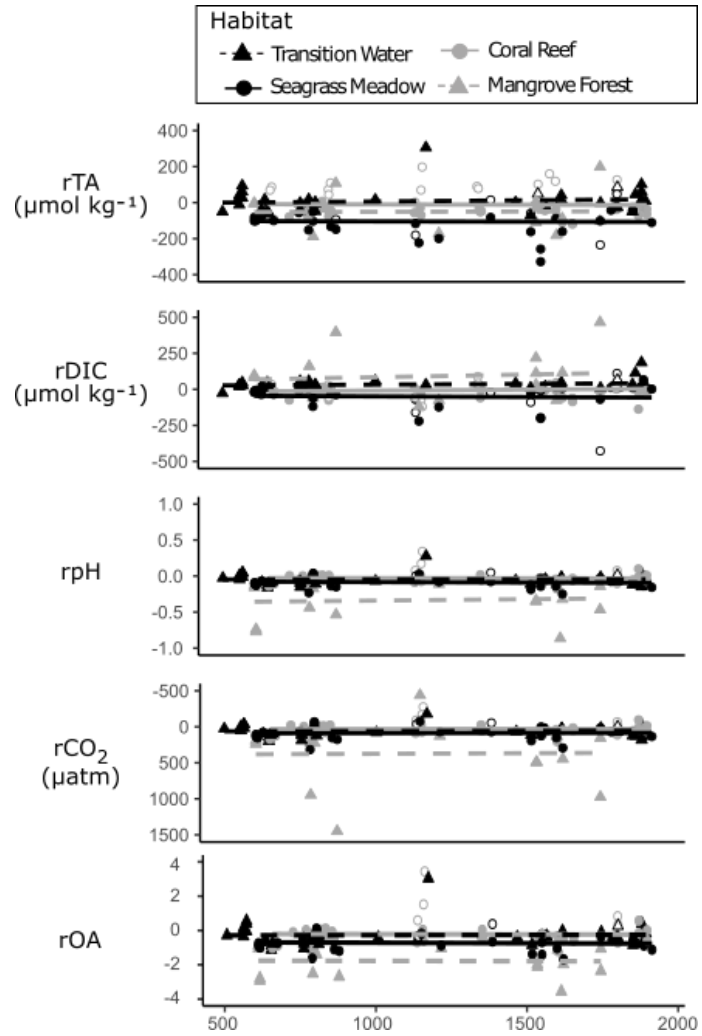 Habitat
Transition Water
Coral Reef
Seagrass Meadow
Mangrove Forest
rTA
(µmol kg⁻¹)
400
200
0
-200
-400
rDIC
(µmol kg⁻¹)
500
250
0
-250
-500
rpH
1.0
0.5
0.0
-0.5
-1.0
rCO₂
(µatm)
-500
0
500
1000
1500
rOA
4
2
0
-2
-4
500 1000 1500 2000